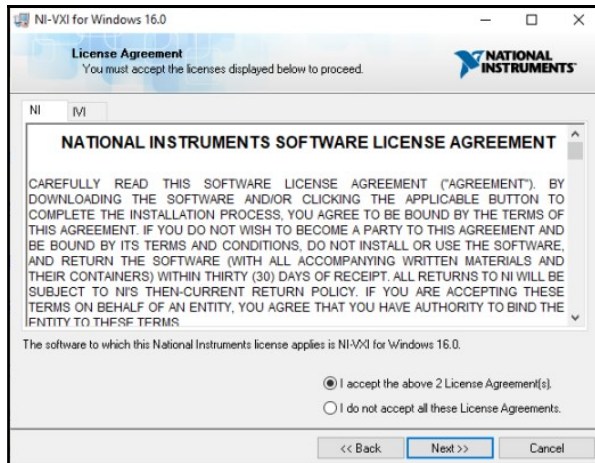 NI-VXI for Windows 16.0
License Agreement
You must accept the licenses displayed below to proceed.
NATIONAL
INSTRUMENTS
NI IVI
NATIONAL INSTRUMENTS SOFTWARE LICENSE AGREEMENT
CAREFULLY READ THIS SOFTWARE LICENSE AGREEMENT ("AGREEMENT"). BY
DOWNLOADING THE SOFTWARE AND/OR CLICKING THE APPLICABLE BUTTON TO
COMPLETE THE INSTALLATION PROCESS, YOU AGREE TO BE BOUND BY THE TERMS OF
THIS AGREEMENT. IF YOU DO NOT WISH TO BECOME A PARTY TO THIS AGREEMENT AND
BE BOUND BY ITS TERMS AND CONDITIONS, DO NOT INSTALL OR USE THE SOFTWARE,
AND RETURN THE SOFTWARE (WITH ALL ACCOMPANYING WRITTEN MATERIALS AND
THEIR CONTAINERS) WITHIN THIRTY (30) DAYS OF RECEIPT. ALL RETURNS TO NI WILL BE
SUBJECT TO NI'S THEN-CURRENT RETURN POLICY. IF YOU ARE ACCEPTING THESE
TERMS ON BEHALF OF AN ENTITY, YOU AGREE THAT YOU HAVE AUTHORITY TO BIND THE
ENTITY TO THESE TERMS
The software to which this National Instruments license applies is NI-VXI for Windows 16.0.
I accept the above 2 License Agreement(s).
I do not accept all these License Agreements.
<< Back Next >> Cancel